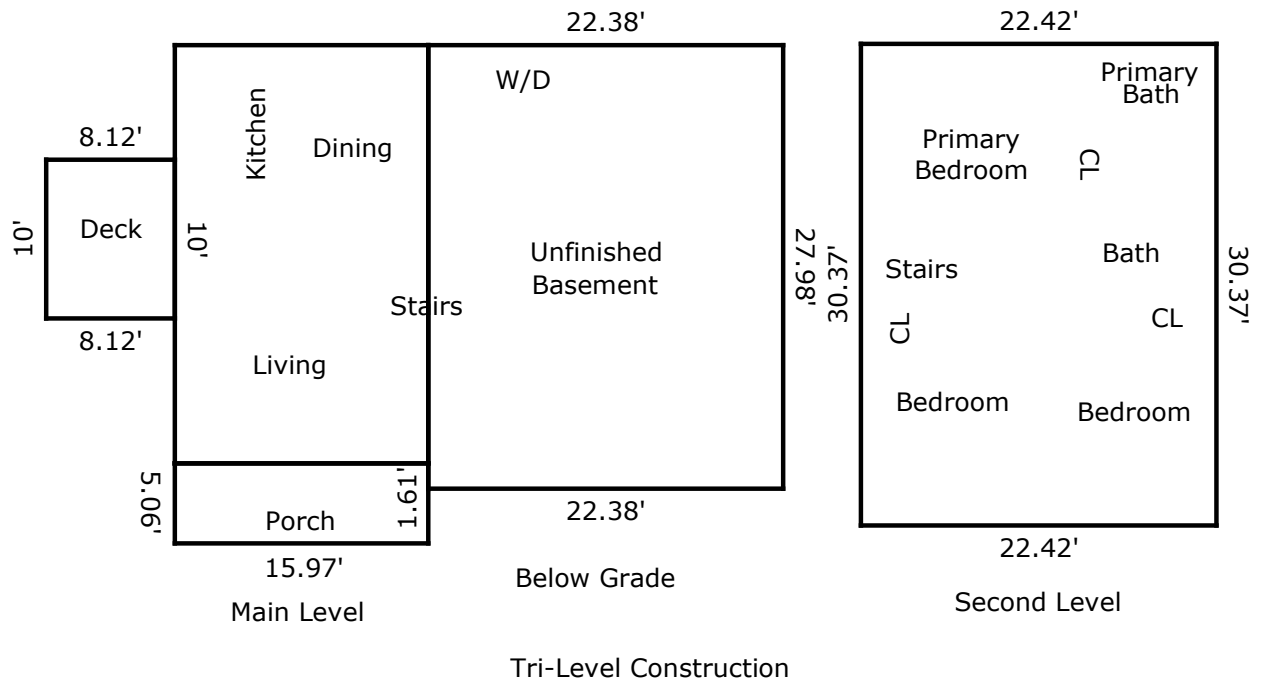 22.38'
22.42'
W/D
Primary
Bath
Kitchen
8.12'
Dining
Primary
Bedroom
CL
Deck
10'
10'
Unfinished
Basement
27.98'
30.37'
Stairs
Bath
30.37'
Stairs
CL
CL
8.12'
Living
Bedroom
Bedroom
5.06'
1.61'
Porch
22.38'
22.42'
15.97'
Below Grade
Main Level
Second Level
Tri-Level Construction